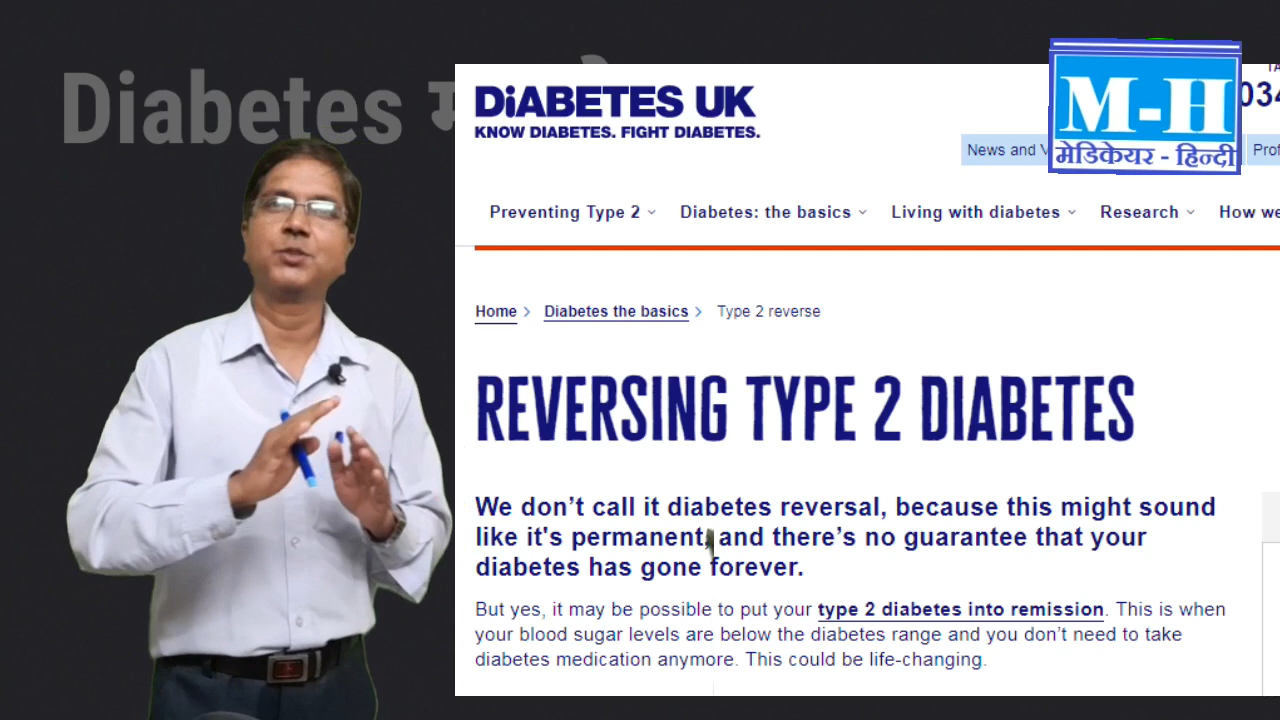 Diabetes
DiABETES UK
KNOW DIABETES. FIGHT DIABETES.
034
M-H
मेडिकेयर - हिन्दी
News and
Preventing Type 2
Diabetes: the basics
Living with diabetes
Research
How we
Home > Diabetes the basics > Type 2 reverse
REVERSING TYPE 2 DIABETES
We don’t call it diabetes reversal, because this might sound
like it's permanent, and there’s no guarantee that your
diabetes has gone forever.
But yes, it may be possible to put your type 2 diabetes into remission. This is when
your blood sugar levels are below the diabetes range and you don’t need to take
diabetes medication anymore. This could be life-changing.